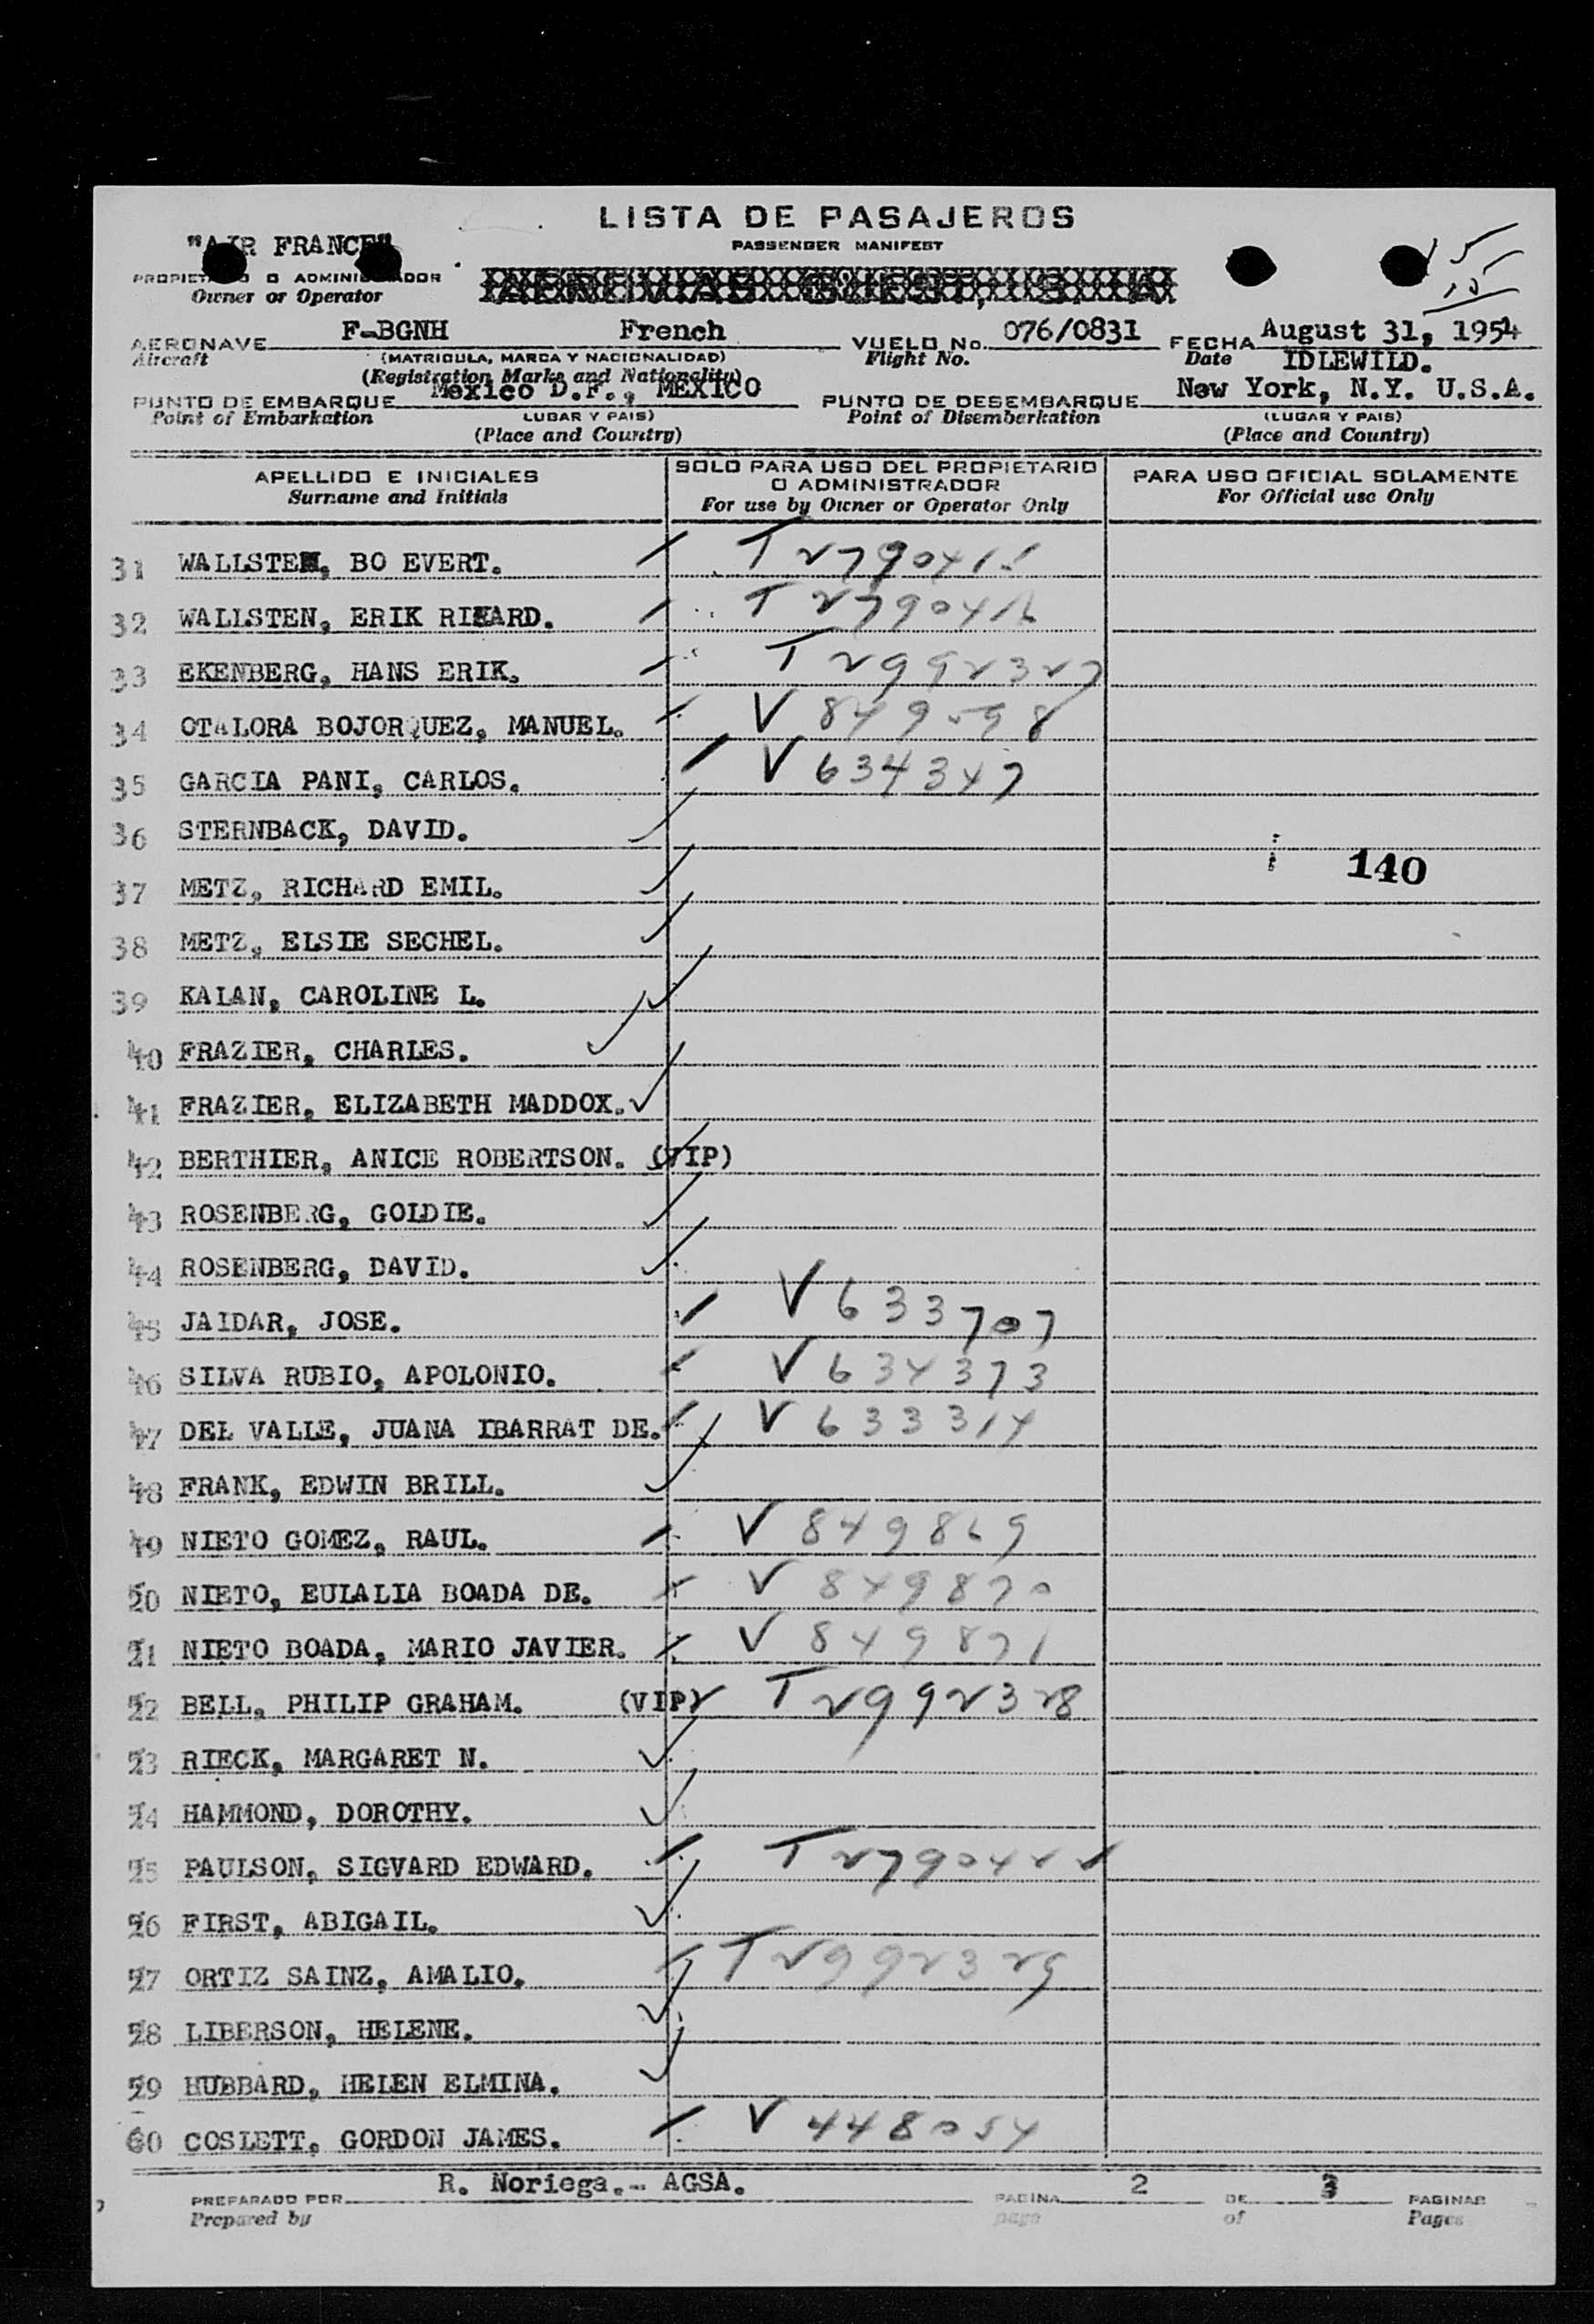 LISTA DE PASAJEROS
PASSENGER MANIFEST
"AIR FRANCE"
PROPIETARIO O ADMINISTRADOR
Owner or Operator
AERONAVE F-BGNH French VUELO No. 076/0831 FECHA August 31, 1954
Aircraft (MATRICULA, MARCA Y NACIONALIDAD) Flight No. Date IDLEWILD.
(Registration Marks and Nationality)
PUNTO DE EMBARQUE Mexico D.F., MEXICO PUNTO DE DESEMBARQUE New York, N.Y. U.S.A.
Point of Embarkation (LUGAR Y PAIS) Point of Disemberkation (LUGAR Y PAIS)
(Place and Country) (Place and Country)
APELLIDO E INICIALES SOLO PARA USO DEL PROPIETARIO O ADMINISTRADOR PARA USO OFICIAL SOLAMENTE
Surname and Initials For use by Owner or Operator Only For Official use Only
31 WALLSTEN, BO EVERT.
32 WALLSTEN, ERIK RIKARD. T 2790416
33 EKENBERG, HANS ERIK. T 2992327
34 OTALORA BOJORQUEZ, MANUEL. V 849598
35 GARCIA PANI, CARLOS. V 634347
36 STERNBACK, DAVID.
37 METZ, RICHARD EMIL. 140
38 METZ, ELSIE SECHEL.
39 KALAN, CAROLINE L.
40 FRAZIER, CHARLES.
41 FRAZIER, ELIZABETH MADDOX.
42 BERTHIER, ANICE ROBERTSON. (VIP)
43 ROSENBERG, GOLDIE.
44 ROSENBERG, DAVID.
45 JAIDAR, JOSE. V 633707
46 SILVA RUBIO, APOLONIO. V 634373
47 DEL VALLE, JUANA IBARRAT DE. V 633314
48 FRANK, EDWIN BRILL.
49 NIETO GOMEZ, RAUL. V 849869
50 NIETO, EULALIA BOADA DE. V 849870
51 NIETO BOADA, MARIO JAVIER. V 849871
52 BELL, PHILIP GRAHAM. (VIP) T 2992328
53 RIECK, MARGARET N.
54 HAMMOND, DOROTHY.
55 PAULSON, SIGVARD EDWARD. T 2790422
56 FIRST, ABIGAIL.
57 ORTIZ SAINZ, AMALIO. T 2992329
58 LIBERSON, HELENE.
59 HUBBARD, HELEN ELMINA.
60 COSLETT, GORDON JAMES. V 448054
PREPARADO POR R. Noriega.- AGSA. PAGINA 2 DE 3 PAGINAS
Prepared by page of Pages